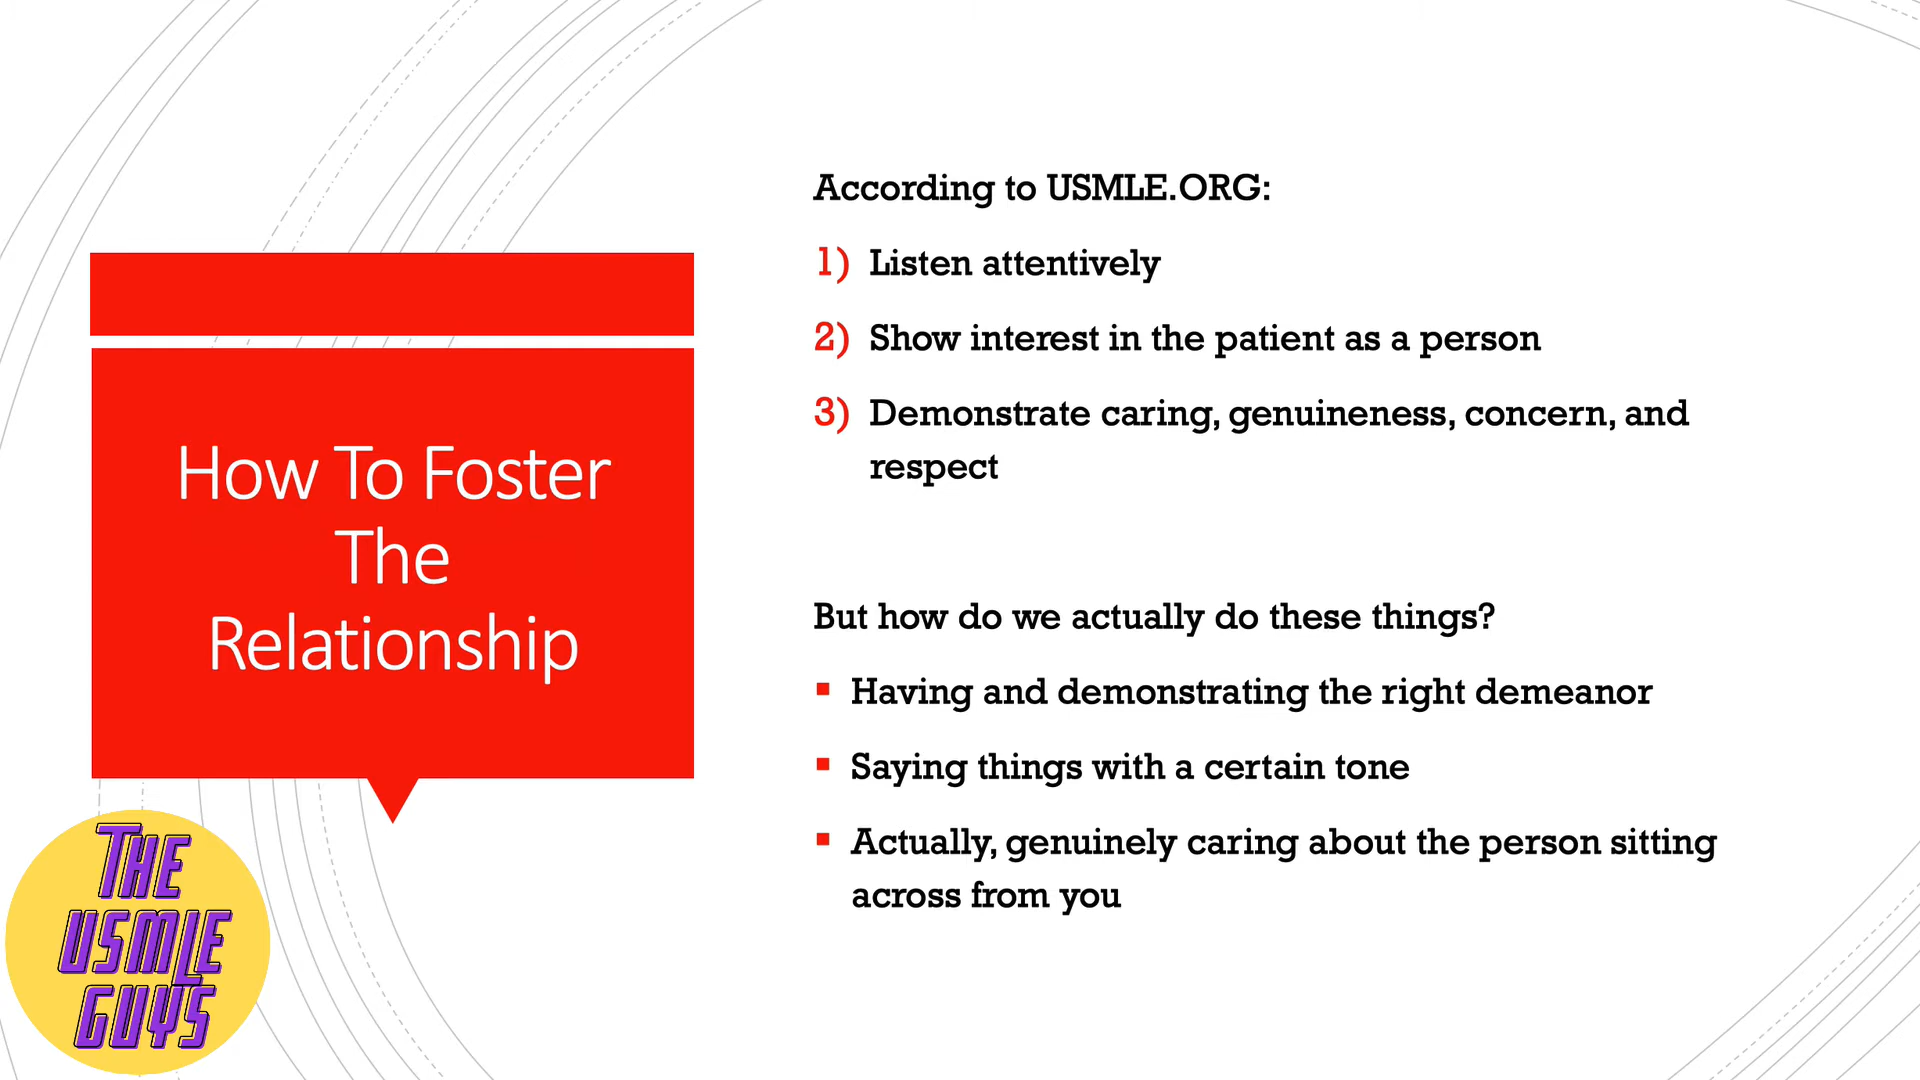 How To Foster
The
Relationship
According to USMLE.ORG:
1) Listen attentively
2) Show interest in the patient as a person
3) Demonstrate caring, genuineness, concern, and
respect
But how do we actually do these things?
▪ Having and demonstrating the right demeanor
▪ Saying things with a certain tone
▪ Actually, genuinely caring about the person sitting
across from you
THE
USMLE
GUYS